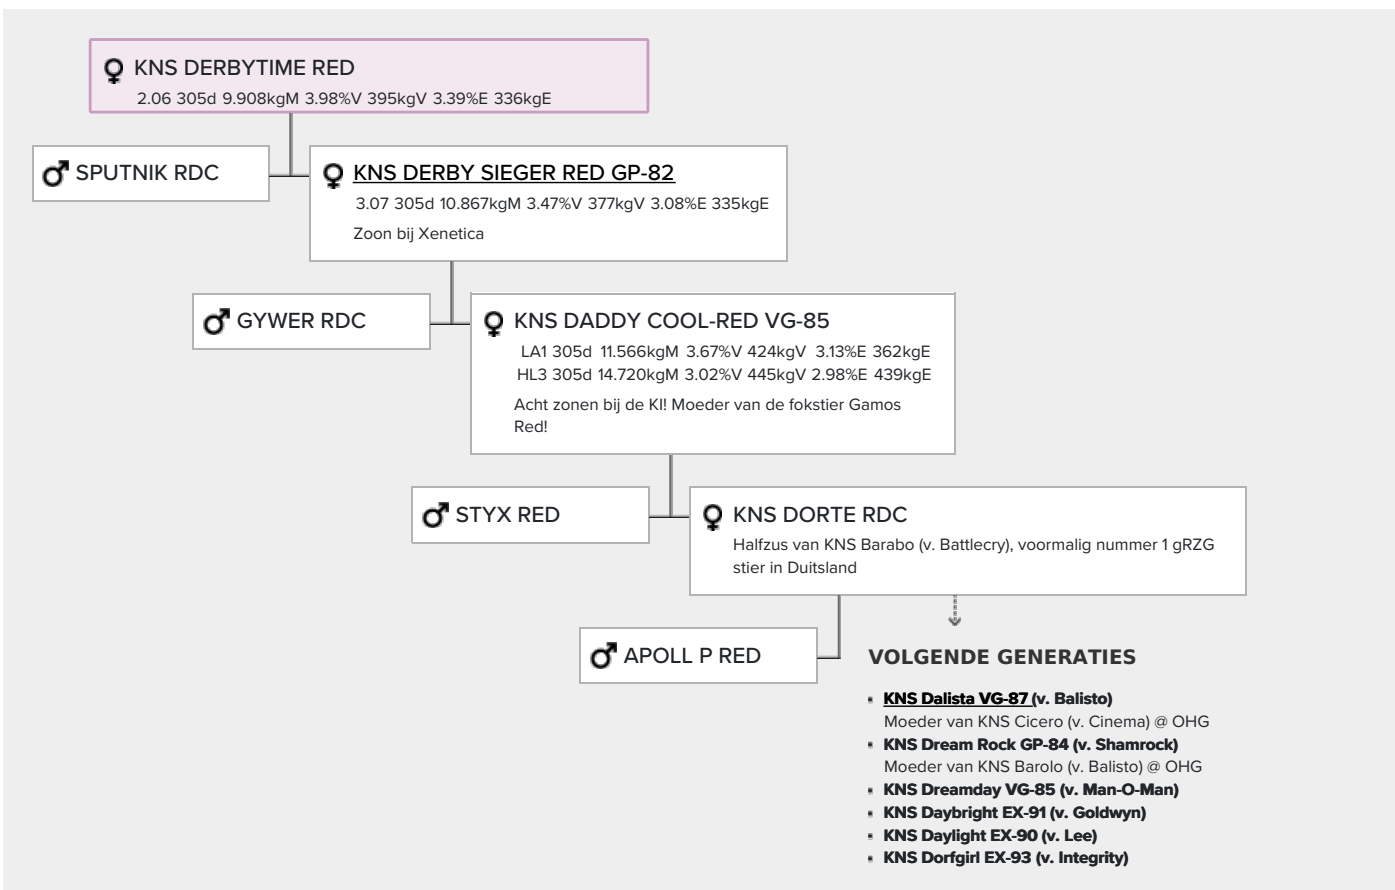 KNS DERBYTIME RED
2.06 305d 9.908kgM 3.98%V 395kgV 3.39%E 336kgE
SPUTNIK RDC
KNS DERBY SIEGER RED GP-82
3.07 305d 10.867kgM 3.47%V 377kgV 3.08%E 335kgE
Zoon bij Xenetica
GYWER RDC
KNS DADDY COOL-RED VG-85
LA1 305d 11.566kgM 3.67%V 424kgV 3.13%E 362kgE
HL3 305d 14.720kgM 3.02%V 445kgV 2.98%E 439kgE
Acht zonen bij de KI! Moeder van de fokstier Gamos
Red!
STYX RED
KNS DORTE RDC
Halfzus van KNS Barabo (v. Battlecry), voormalig nummer 1 gRZG
stier in Duitsland
APOLL P RED
VOLGENDE GENERATIES
KNS Dalista VG-87 (v. Balisto)
Moeder van KNS Cicero (v. Cinema) @ OHG
KNS Dream Rock GP-84 (v. Shamrock)
Moeder van KNS Barolo (v. Balisto) @ OHG
KNS Dreamday VG-85 (v. Man-O-Man)
KNS Daybright EX-91 (v. Goldwyn)
KNS Daylight EX-90 (v. Lee)
KNS Dorfgirl EX-93 (v. Integrity)